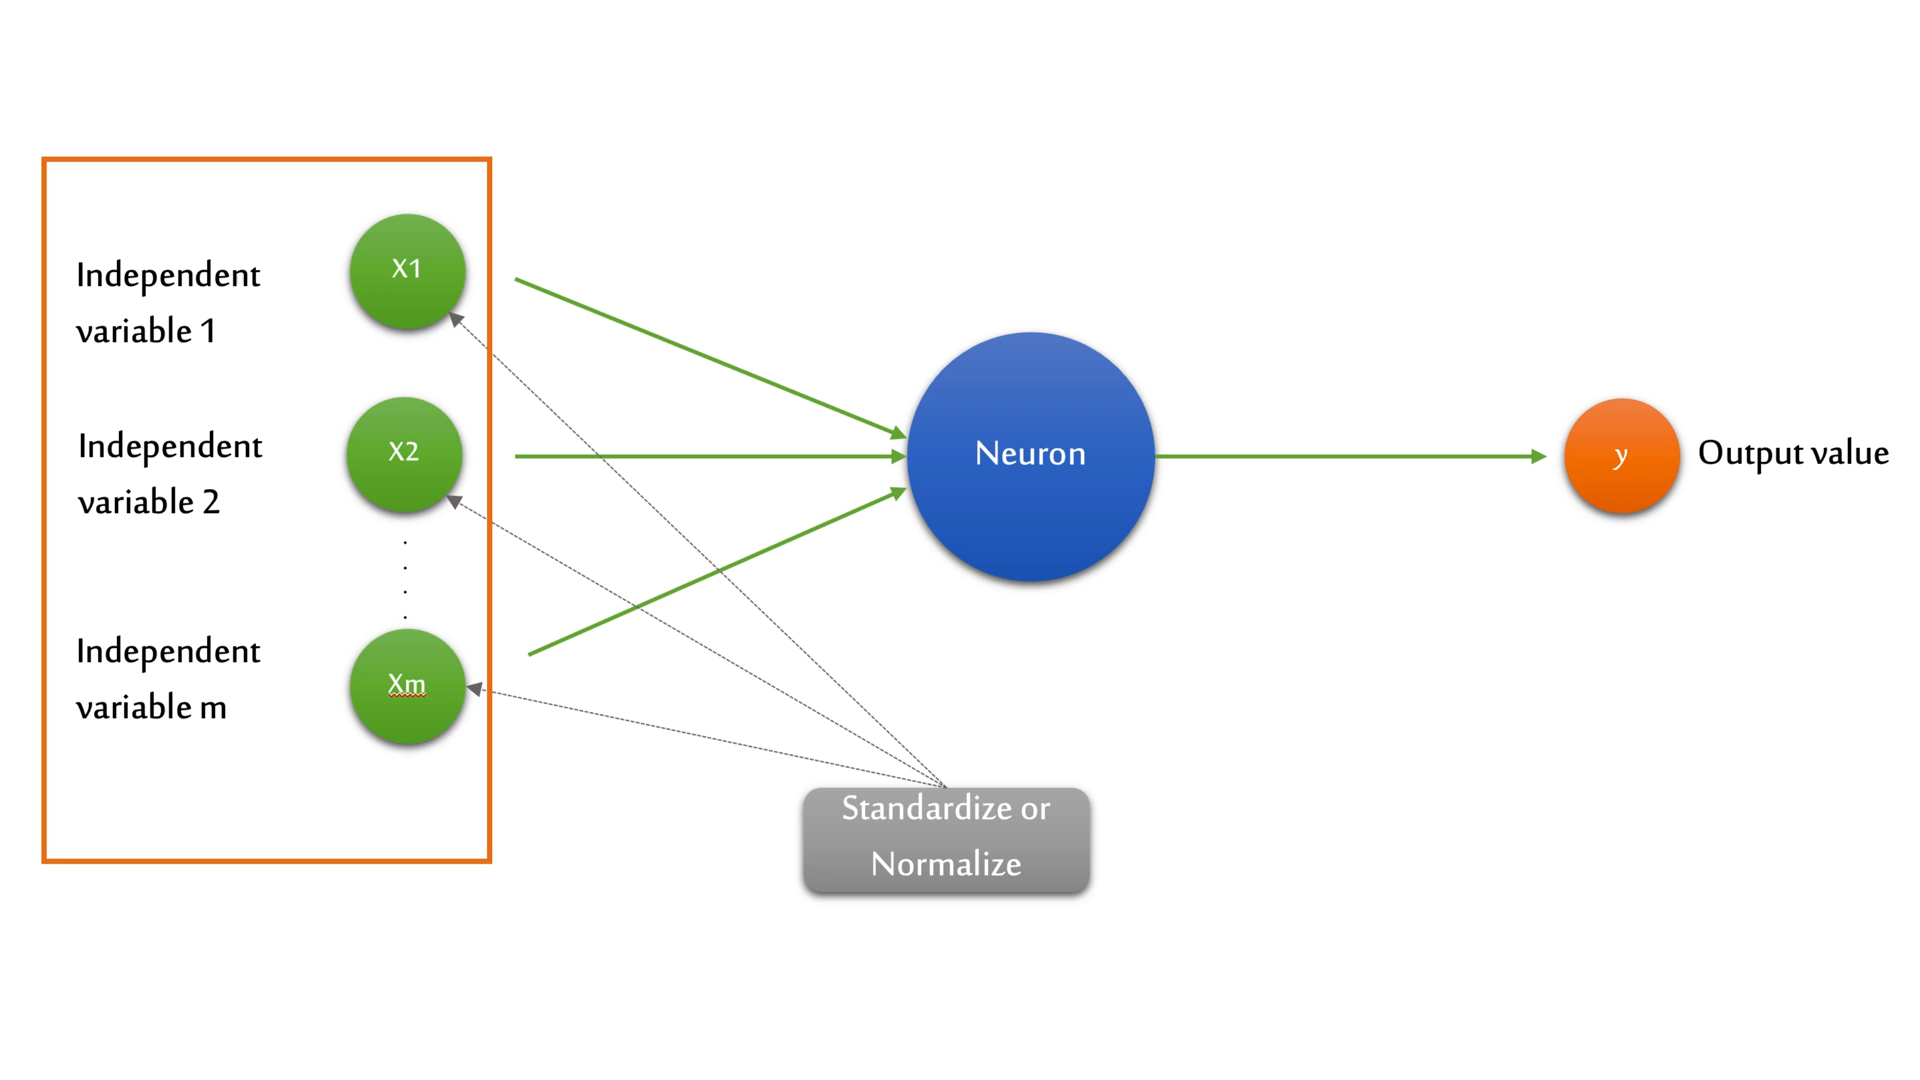 Independent
variable 1
X1
Independent
variable 2
X2
.
.
.
.
Independent
variable m
Xm
Neuron
y
Output value
Standardize or
Normalize